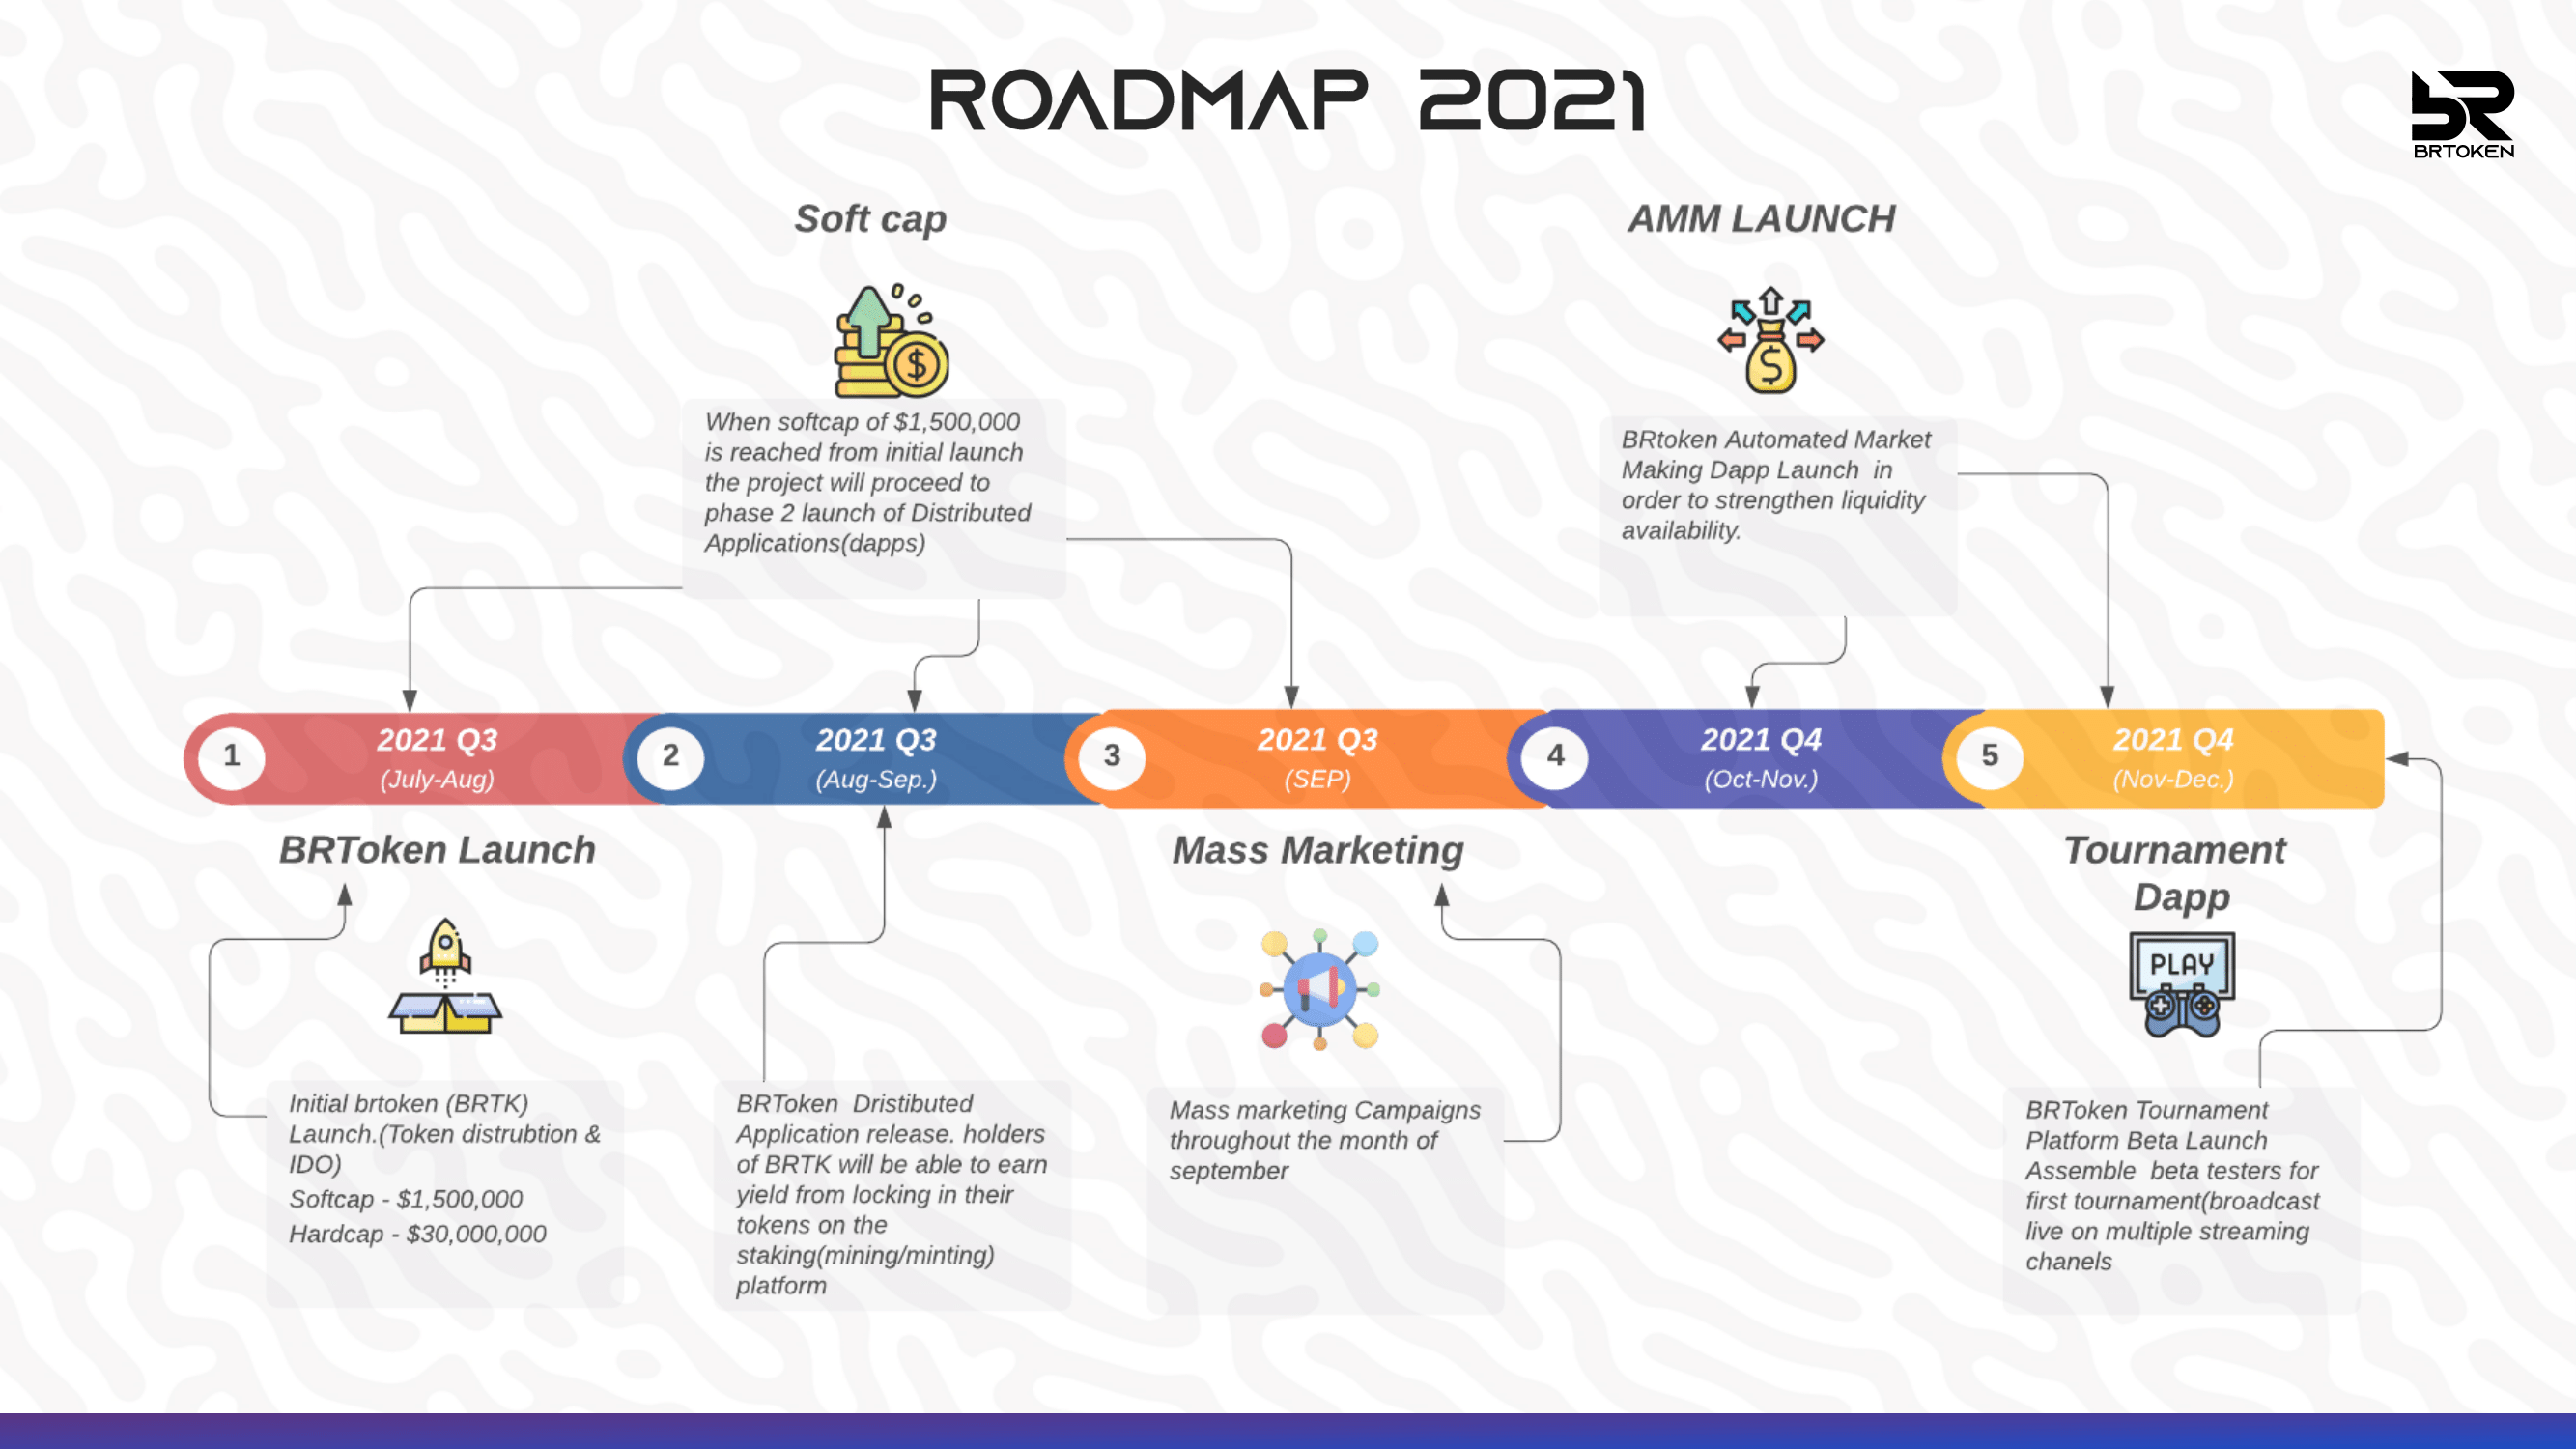 ROADMAP 2021
BRTOKEN
Soft cap
When softcap of $1,500,000
is reached from initial launch
the project will proceed to
phase 2 launch of Distributed
Applications(dapps)
AMM LAUNCH
BRtoken Automated Market
Making Dapp Launch in
order to strengthen liquidity
availability.
1
2021 Q3
(July-Aug)
2
2021 Q3
(Aug-Sep.)
3
2021 Q3
(SEP)
4
2021 Q4
(Oct-Nov.)
5
2021 Q4
(Nov-Dec.)
BRToken Launch
Initial brtoken (BRTK)
Launch.(Token distrubtion &
IDO)
Softcap - $1,500,000
Hardcap - $30,000,000
BRToken Dristibuted
Application release. holders
of BRTK will be able to earn
yield from locking in their
tokens on the
staking(mining/minting)
platform
Mass Marketing
Mass marketing Campaigns
throughout the month of
september
Tournament
Dapp
PLAY
BRToken Tournament
Platform Beta Launch
Assemble beta testers for
first tournament(broadcast
live on multiple streaming
chanels